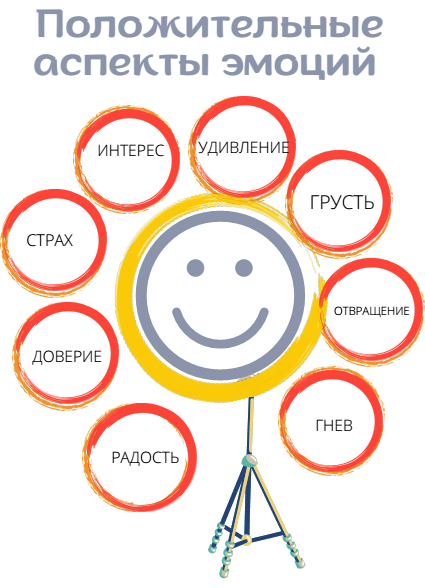 Положительные
аспекты эмоций
ИНТЕРЕС
УДИВЛЕНИЕ
ГРУСТЬ
СТРАХ
ОТВРАЩЕНИЕ
ДОВЕРИЕ
ГНЕВ
РАДОСТЬ